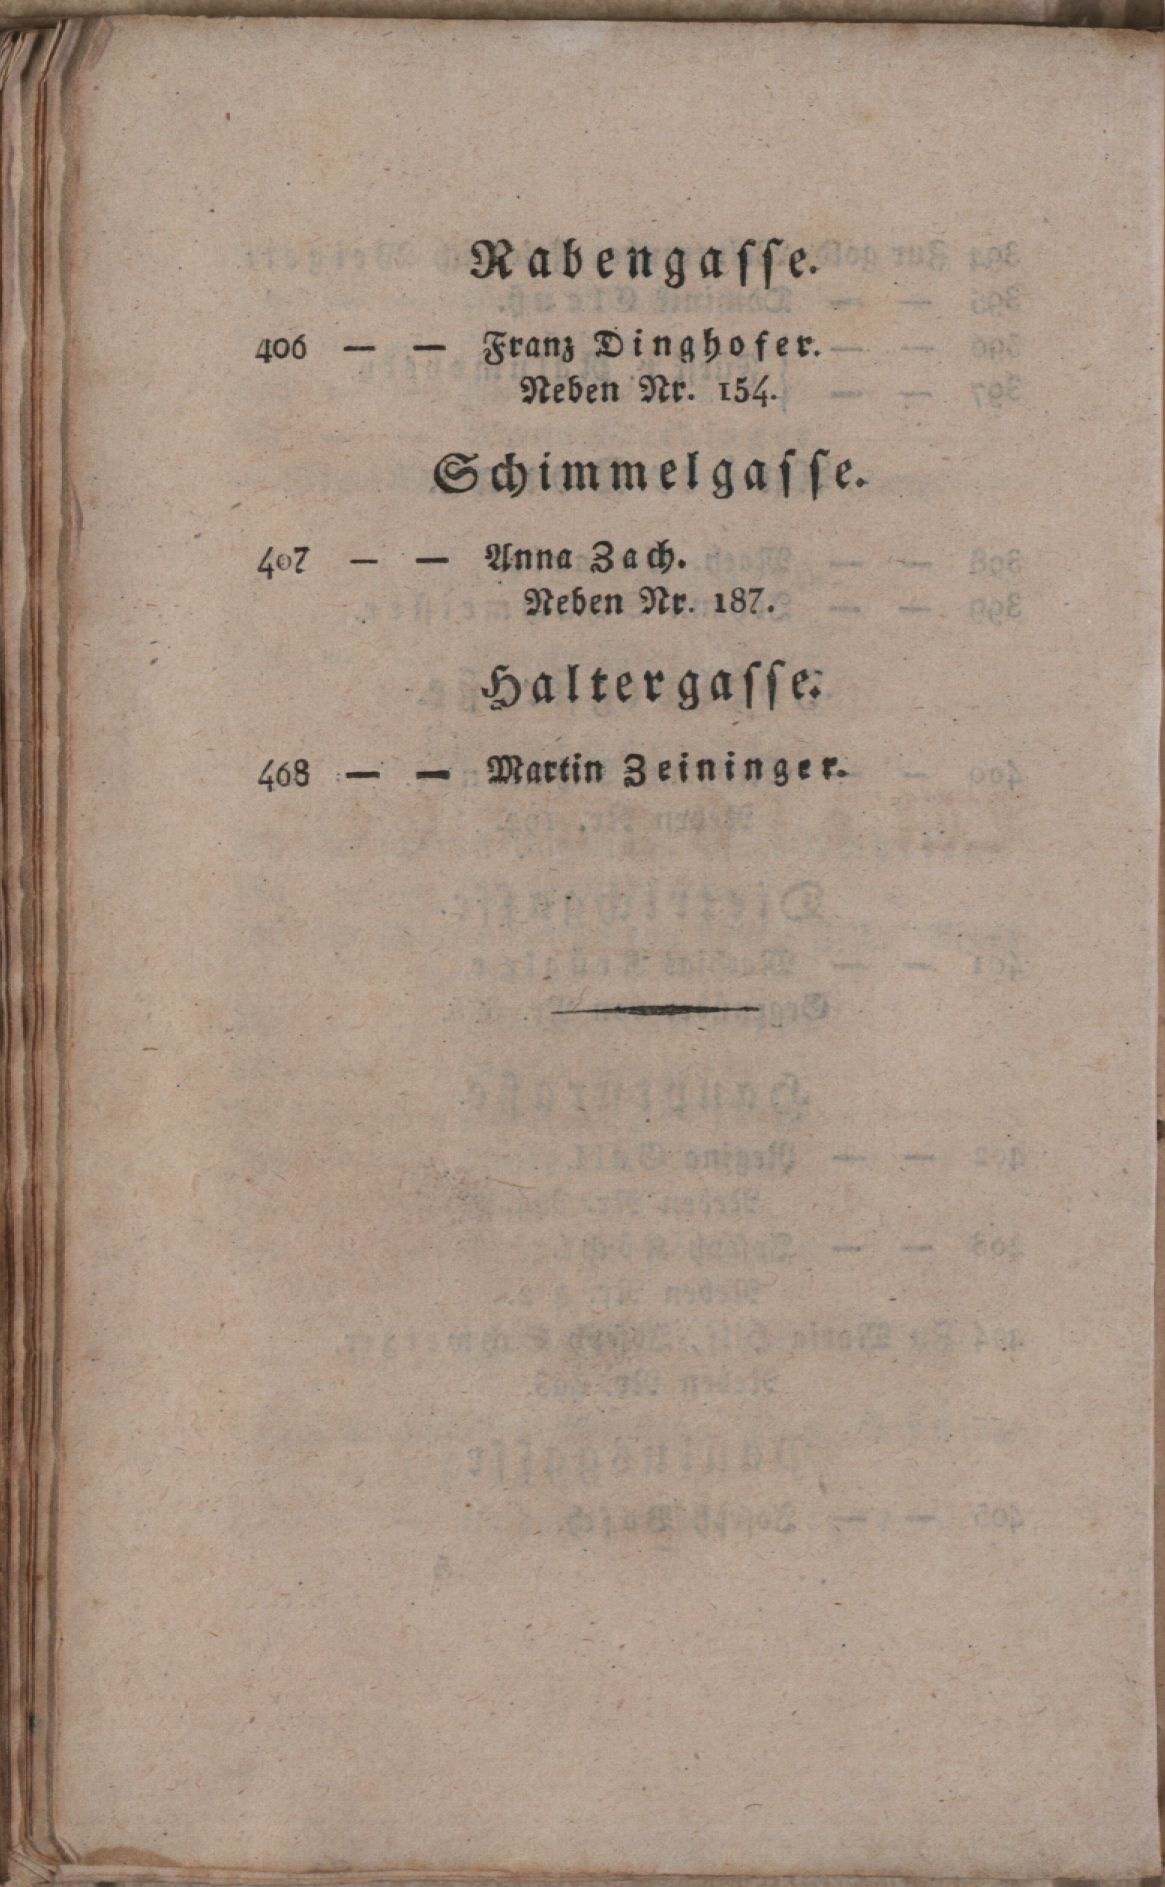 Rabengasse.
406 — — Franz Dinghofer.
Neben Nr. 154.
Schimmelgasse.
407 — — Anna Zach.
Neben Nr. 187.
Haltergasse.
468 — — Martin Zeininger.